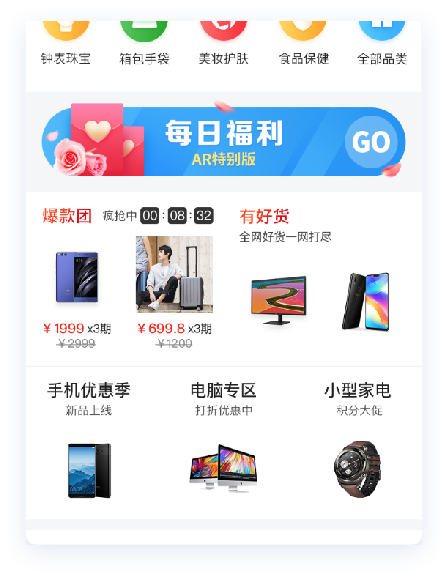 钟表珠宝 箱包手袋 美妆护肤 食品保健 全部品类
每日福利
AR特别版
GO
爆款团 疯抢中 00:08:32
有好货
全网好货一网打尽
￥1999 x3期
￥2999
￥699.8 x3期
￥1200
手机优惠季 电脑专区 小型家电
新品上线 打折优惠中 积分大促